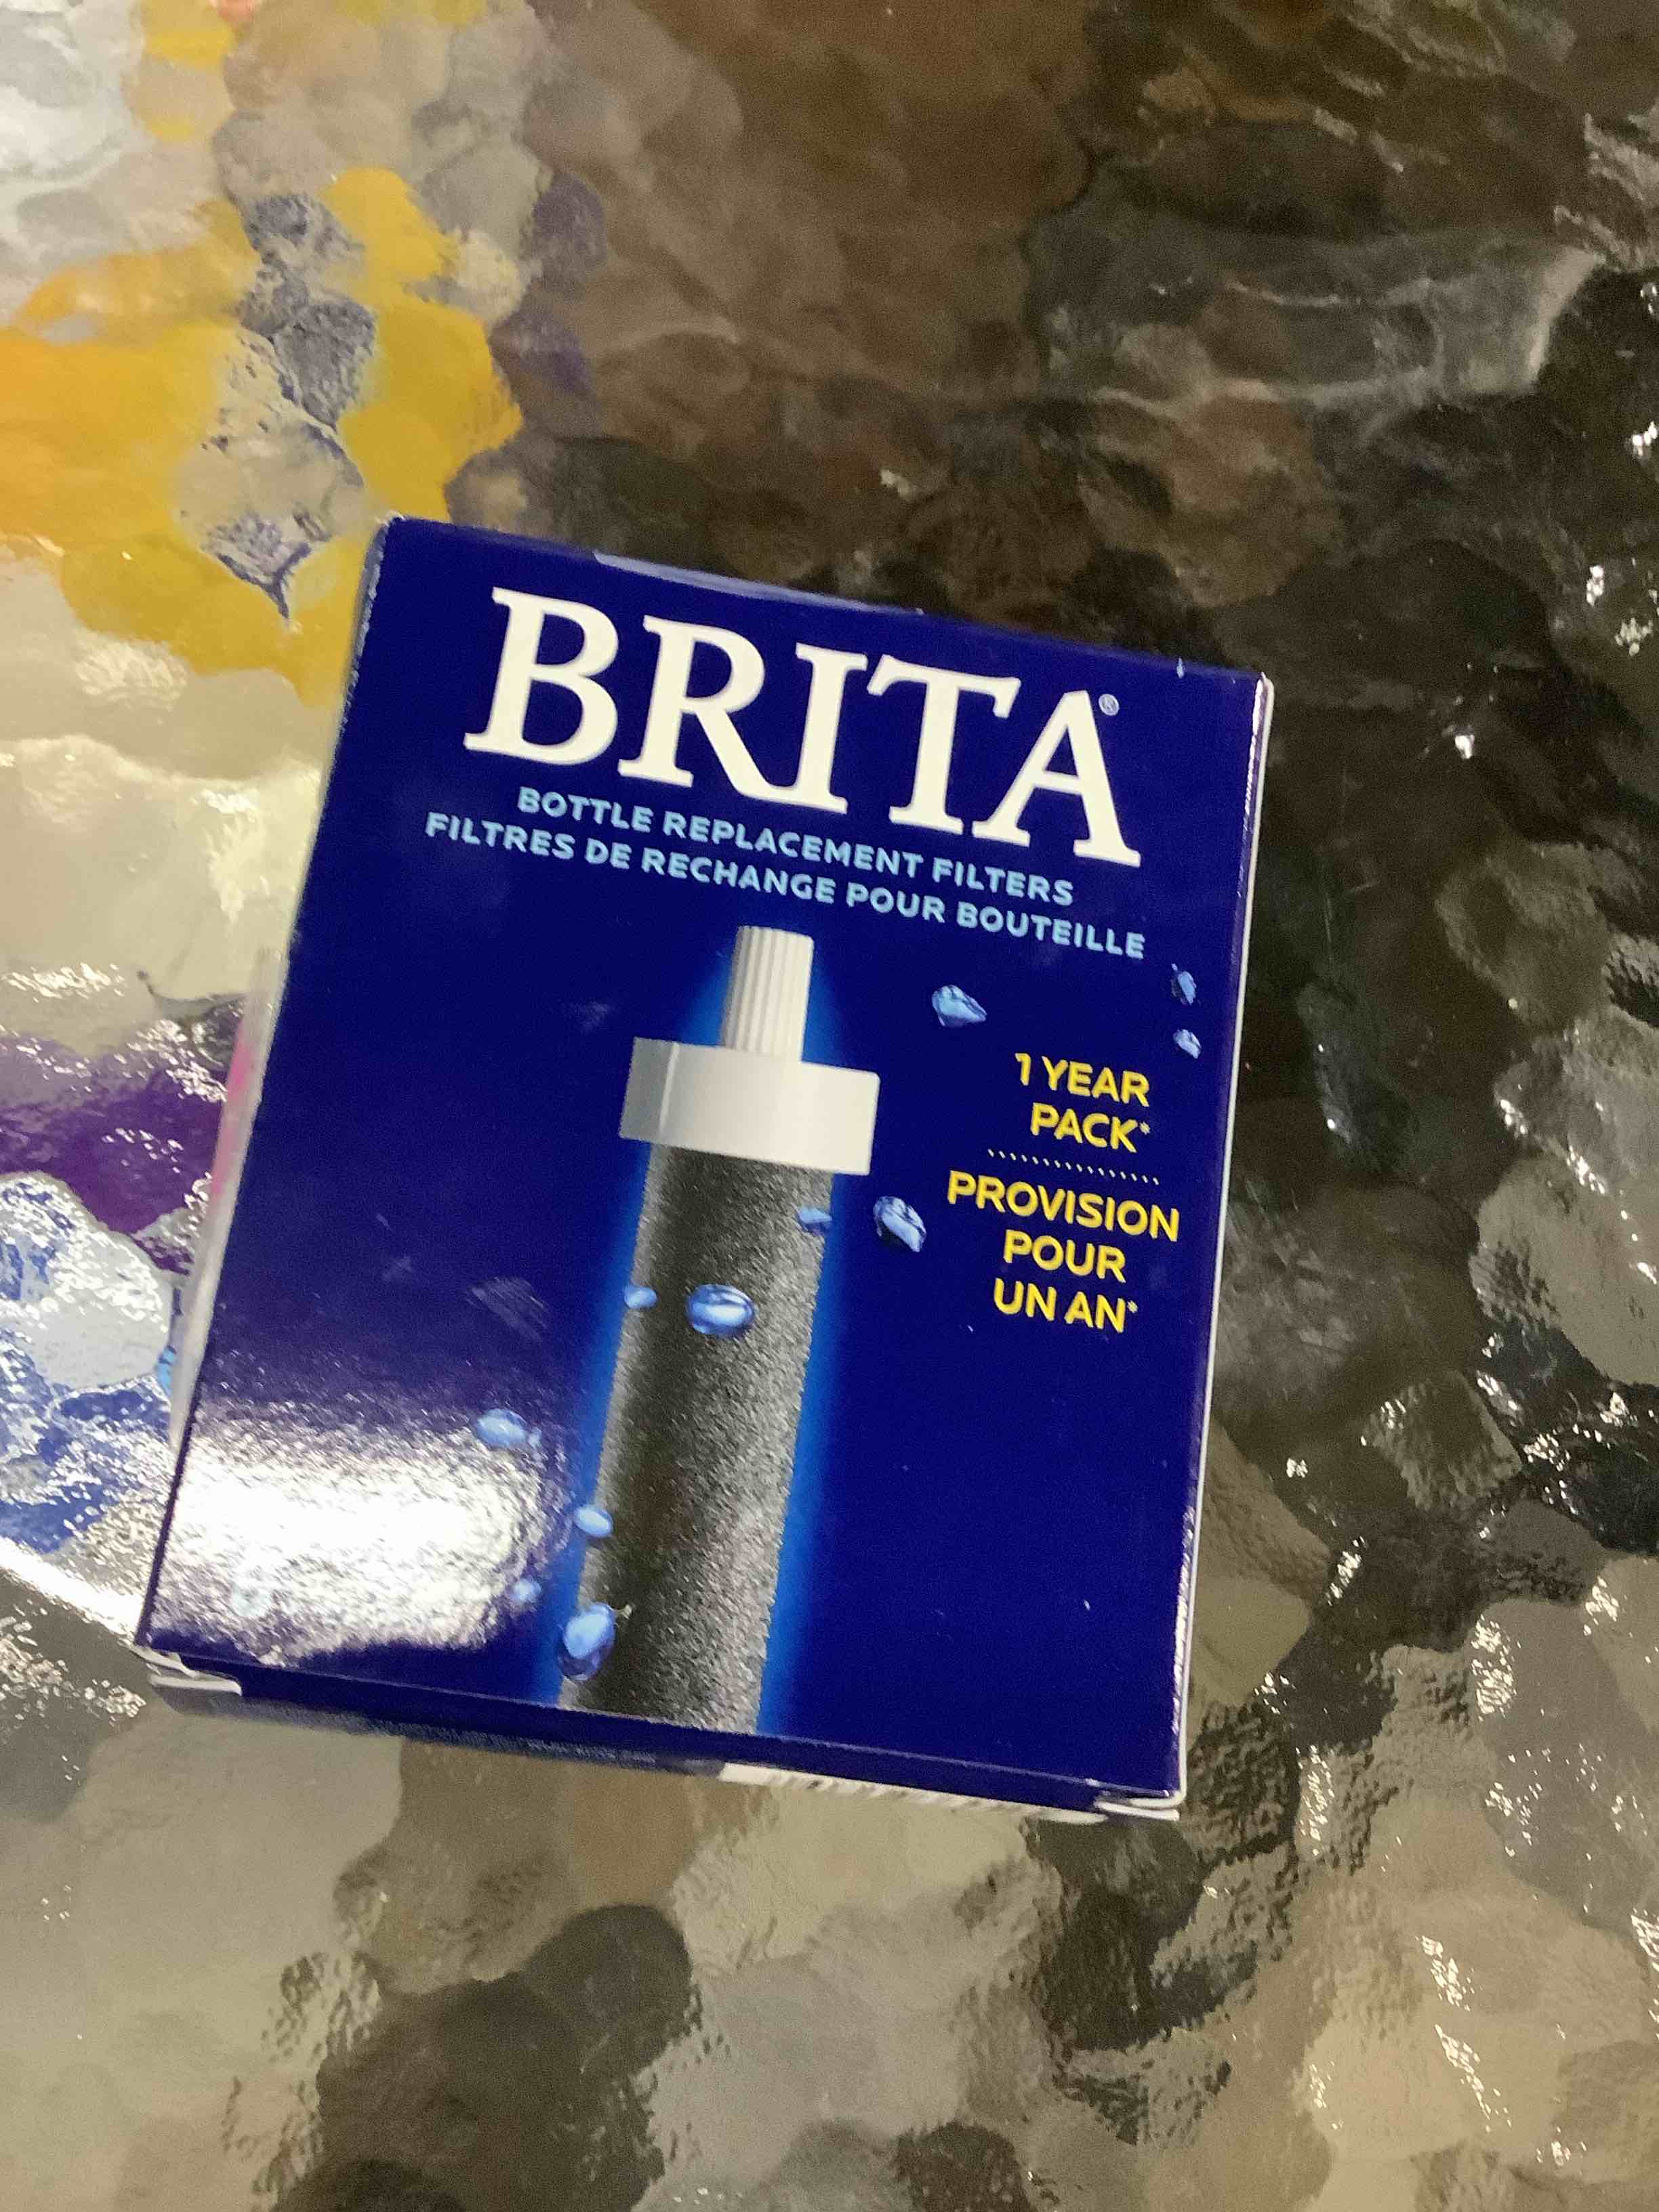 BRITA®
BOTTLE REPLACEMENT FILTERS
FILTRES DE RECHANGE POUR BOUTEILLE
1 YEAR
PACK*
PROVISION
POUR
UN AN*